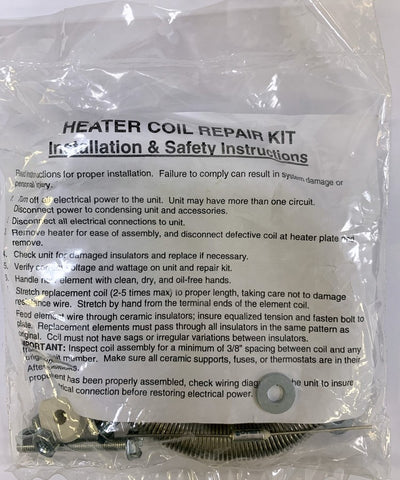 HEATER COIL REPAIR KIT
Installation & Safety Instructions
Read instructions for proper installation. Failure to comply can result in system damage or
personal injury.
Turn off all electrical power to the unit. Unit may have more than one circuit.
Disconnect power to condensing unit and accessories.
Disconnect all electrical connections to unit.
Remove heater for ease of assembly, and disconnect defective coil at heater plate and
remove.
4. Check unit for damaged insulators and replace if necessary.
5. Verify correct voltage and wattage on unit and repair kit.
Handle new element with clean, dry, and oil-free hands.
Stretch replacement coil (2-5 times max) to proper length, taking care not to damage
resistance wire. Stretch by hand from the terminal ends of the element coil.
Feed element wire through ceramic insulators; insure equalized tension and fasten bolt to
plate. Replacement elements must pass through all insulators in the same pattern as
original. Coil must not have sags or irregular variations between insulators.
IMPORTANT: Inspect coil assembly for a minimum of 3/8" spacing between coil and any
member. Make sure all ceramic supports, fuses, or thermostats are in their
After
has been properly assembled, check wiring the unit to insure
electrical connection before restoring electrical power.